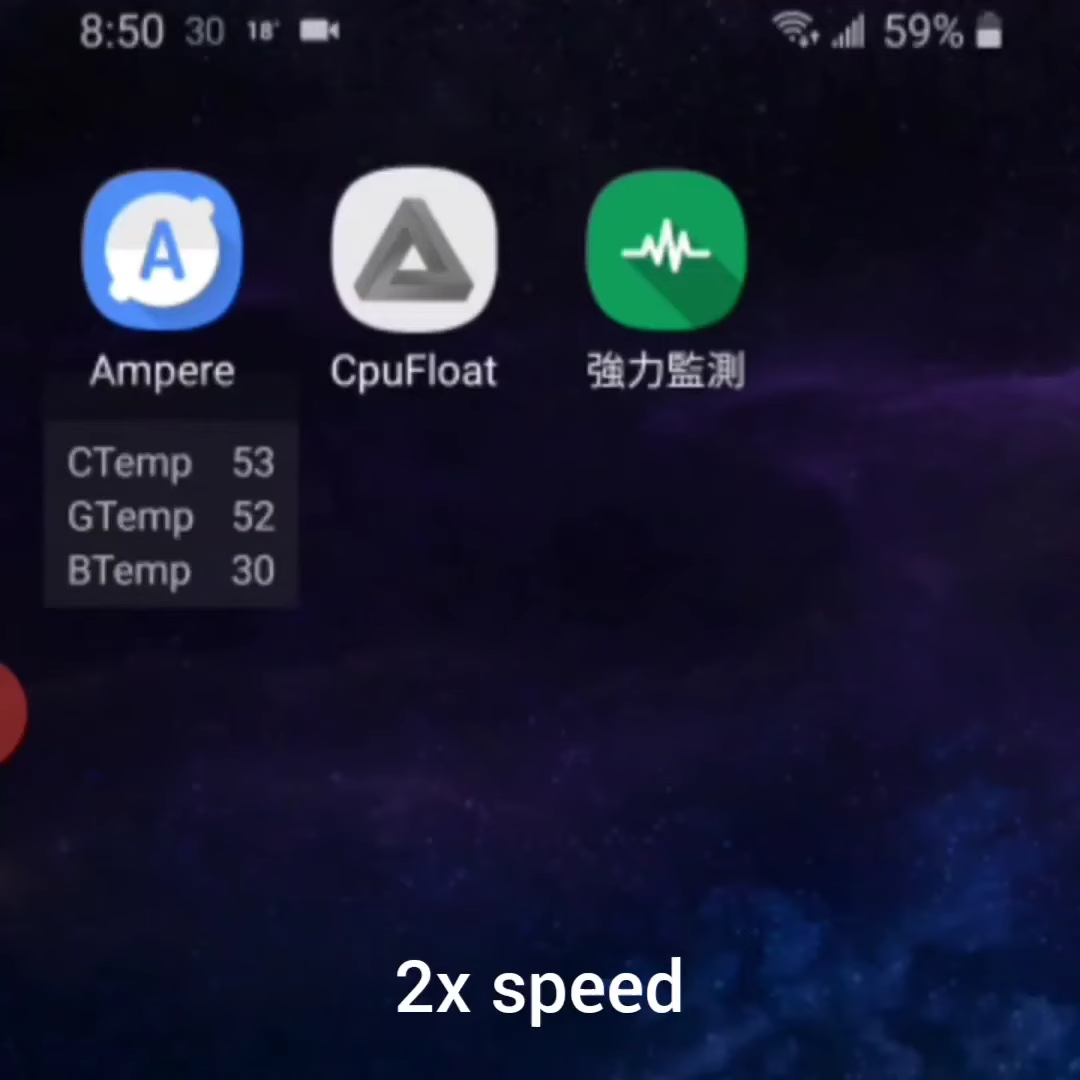 8:50 30 18° 59%
A
Ampere CpuFloat 強力監測
CTemp 53
GTemp 52
BTemp 30
2x speed